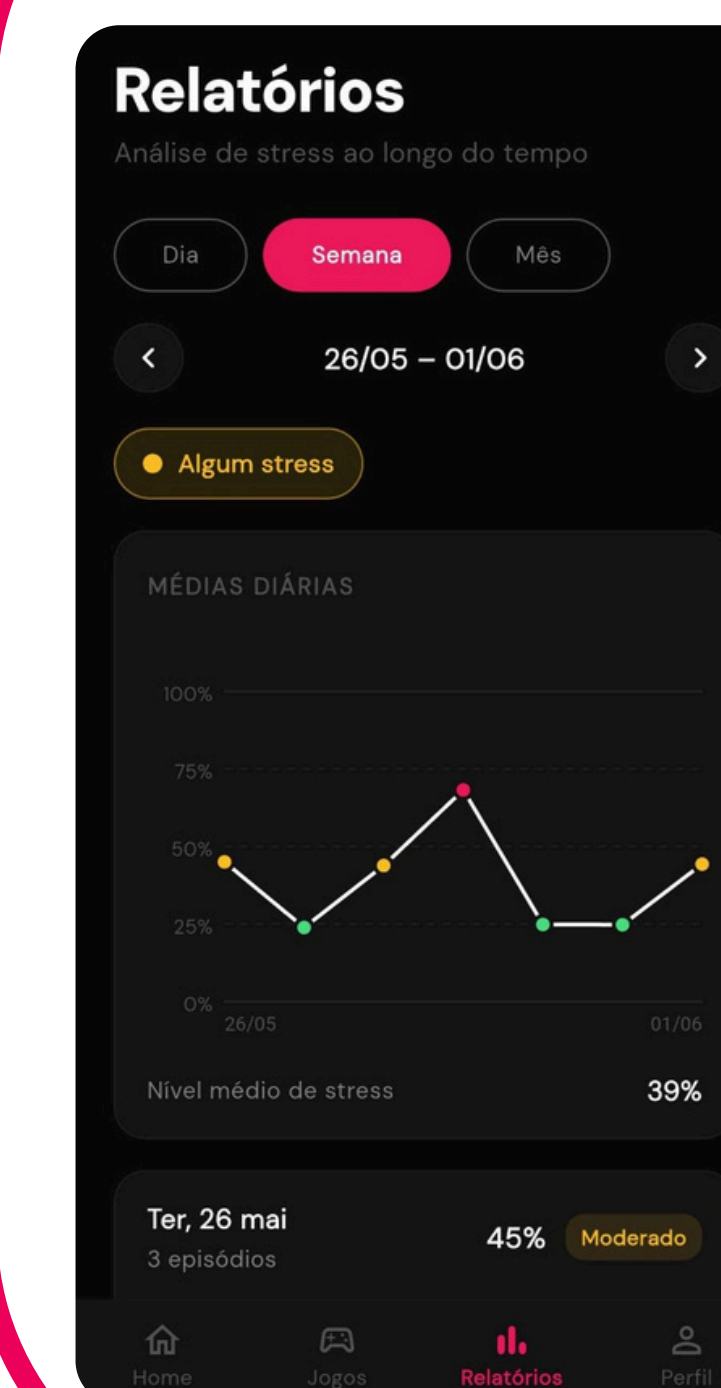 Relatórios
Análise de stress ao longo do tempo
Dia Semana Mês
26/05 – 01/06
Algum stress
MÉDIAS DIÁRIAS
100%
75%
50%
25%
0%
26/05 01/06
Nível médio de stress 39%
Ter, 26 mai
45% Moderado
3 episódios
Home Jogos Relatórios Perfil